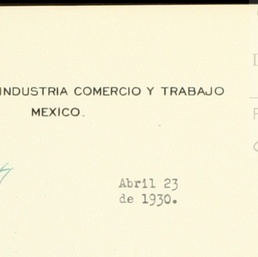 INDUSTRIA COMERCIO Y TRABAJO
MEXICO.
Abril 23
de 1930.